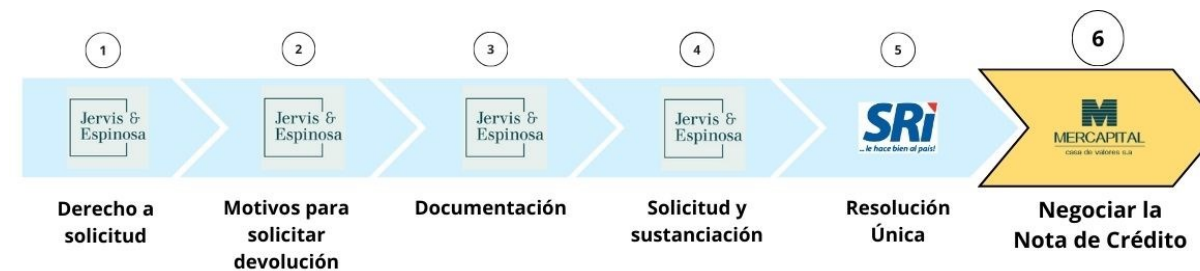 1
2
3
4
5
6
Jervis &
Espinosa
Jervis &
Espinosa
Jervis &
Espinosa
Jervis &
Espinosa
SRi
...le hace bien al país!
M
MERCAPITAL
casa de valores s.a
Derecho a
solicitud
Motivos para
solicitar
devolución
Documentación
Solicitud y
sustanciación
Resolución
Única
Negociar la
Nota de Crédito